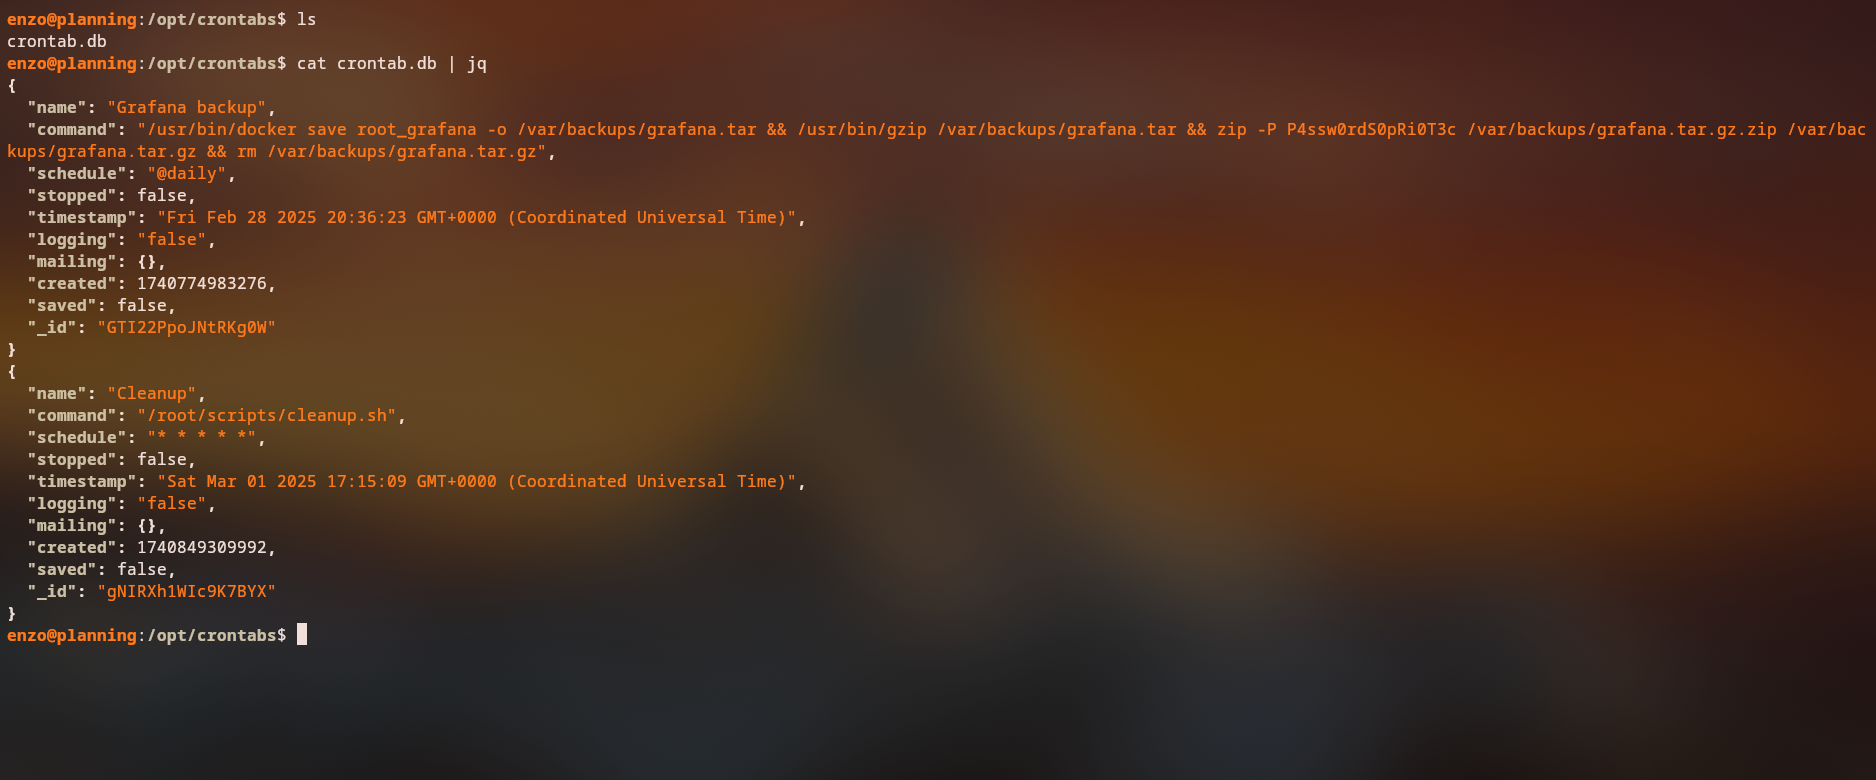 enzo@planning:/opt/crontabs$ ls
crontab.db
enzo@planning:/opt/crontabs$ cat crontab.db | jq
{
  "name": "Grafana backup",
  "command": "/usr/bin/docker save root_grafana -o /var/backups/grafana.tar && /usr/bin/gzip /var/backups/grafana.tar && zip -P P4ssw0rdS0pRi0T3c /var/backups/grafana.tar.gz.zip /var/bac
kups/grafana.tar.gz && rm /var/backups/grafana.tar.gz",
  "schedule": "@daily",
  "stopped": false,
  "timestamp": "Fri Feb 28 2025 20:36:23 GMT+0000 (Coordinated Universal Time)",
  "logging": "false",
  "mailing": {},
  "created": 1740774983276,
  "saved": false,
  "_id": "GTI22PpoJNtRKg0W"
}
{
  "name": "Cleanup",
  "command": "/root/scripts/cleanup.sh",
  "schedule": "* * * * *",
  "stopped": false,
  "timestamp": "Sat Mar 01 2025 17:15:09 GMT+0000 (Coordinated Universal Time)",
  "logging": "false",
  "mailing": {},
  "created": 1740849309992,
  "saved": false,
  "_id": "gNIRXh1WIc9K7BYX"
}
enzo@planning:/opt/crontabs$